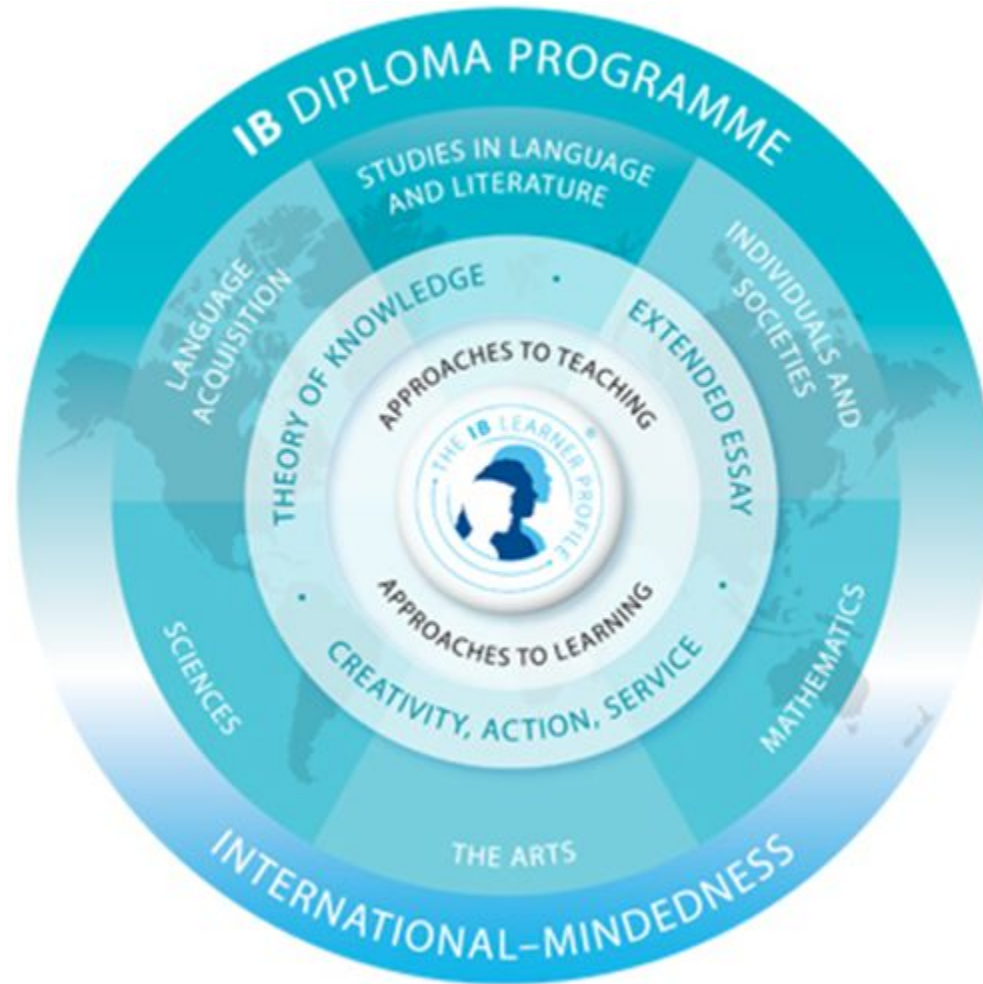 IB DIPLOMA PROGRAMME
STUDIES IN LANGUAGE
AND LITERATURE
LANGUAGE
ACQUISITION
INDIVIDUALS AND
SOCIETIES
THEORY OF KNOWLEDGE
·
EXTENDED ESSAY
·
CREATIVITY, ACTION, SERVICE
·
APPROACHES TO TEACHING
THE IB LEARNER PROFILE®
APPROACHES TO LEARNING
SCIENCES
MATHEMATICS
THE ARTS
INTERNATIONAL–MINDEDNESS